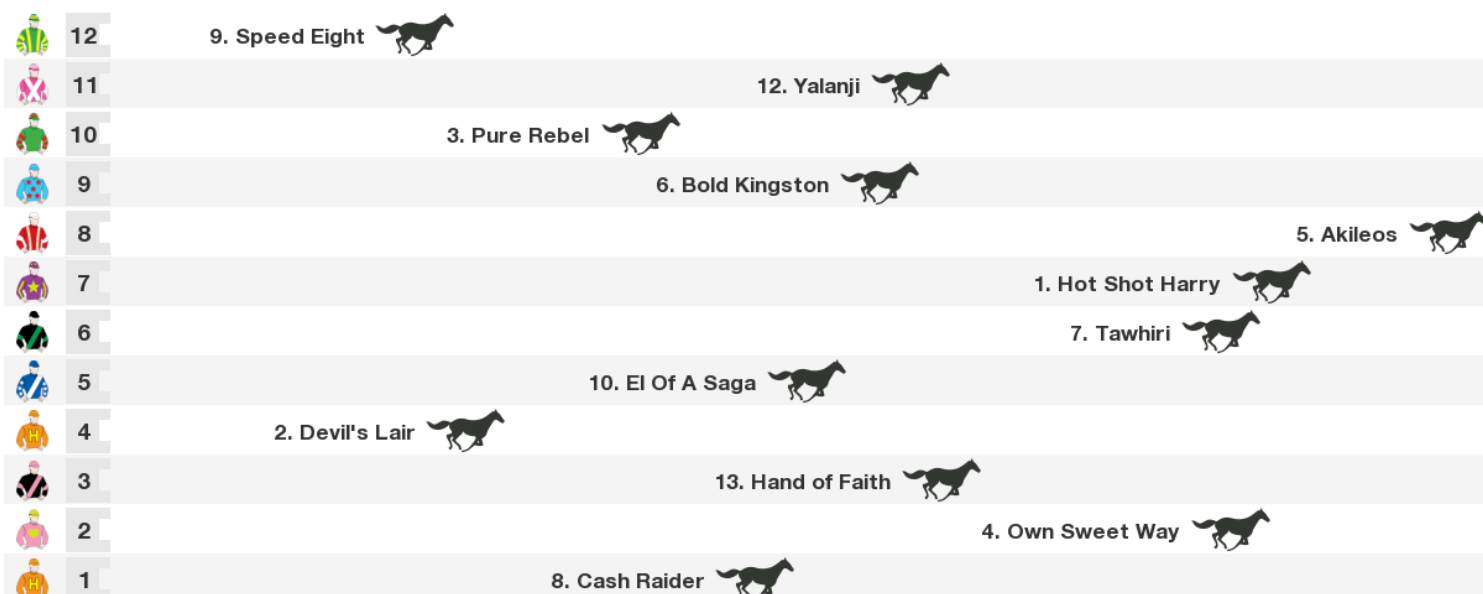 12 9. Speed Eight
11 12. Yalanji
10 3. Pure Rebel
9 6. Bold Kingston
8 5. Akileos
7 1. Hot Shot Harry
6 7. Tawhiri
5 10. El Of A Saga
4 2. Devil's Lair
H
3 13. Hand of Faith
2 4. Own Sweet Way
1 8. Cash Raider
H